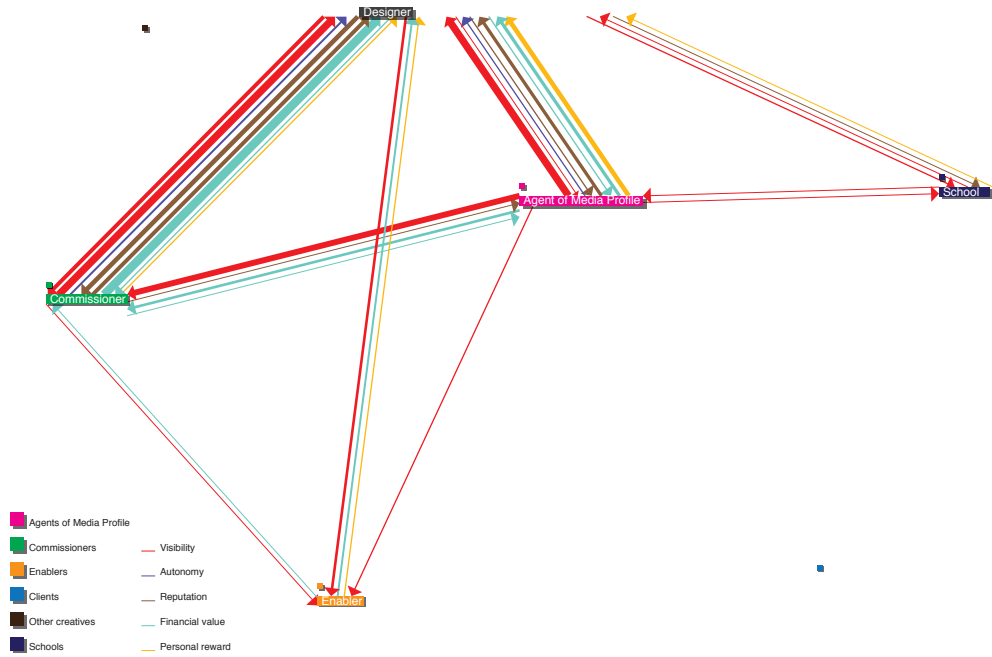 Designer
Agent of Media Profile
School
Commissioner
Enabler
Agents of Media Profile
Commissioners
Visibility
Enablers
Autonomy
Clients
Reputation
Other creatives
Financial value
Schools
Personal reward